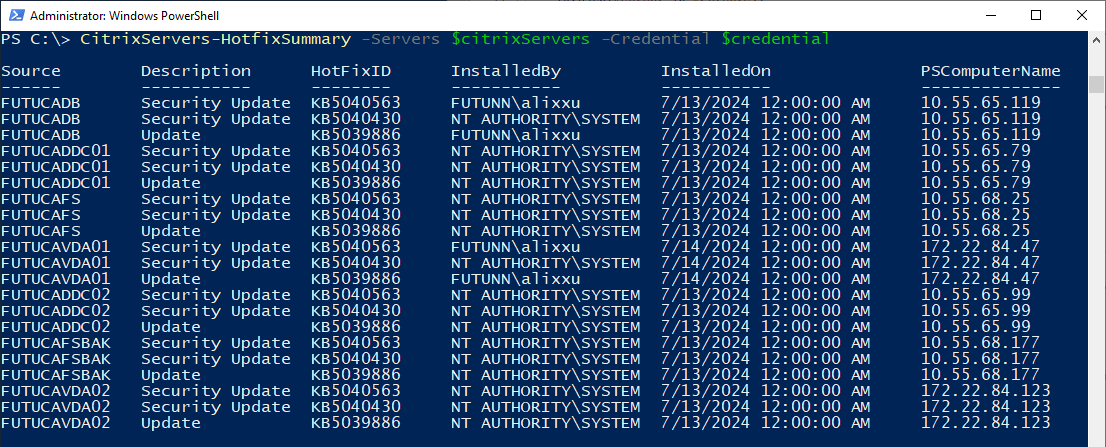 Administrator: Windows PowerShell
PS C:\> CitrixServers-HotfixSummary -Servers $citrixServers -Credential $credential
Source Description HotFixID InstalledBy InstalledOn PSComputerName
------ ----------- -------- ----------- ----------- --------------
FUTUCADB Security Update KB5040563 FUTUNN\alixxu 7/13/2024 12:00:00 AM 10.55.65.119
FUTUCADB Security Update KB5040430 NT AUTHORITY\SYSTEM 7/13/2024 12:00:00 AM 10.55.65.119
FUTUCADB Update KB5039886 FUTUNN\alixxu 7/13/2024 12:00:00 AM 10.55.65.119
FUTUCADDC01 Security Update KB5040563 NT AUTHORITY\SYSTEM 7/13/2024 12:00:00 AM 10.55.65.79
FUTUCADDC01 Security Update KB5040430 NT AUTHORITY\SYSTEM 7/13/2024 12:00:00 AM 10.55.65.79
FUTUCADDC01 Update KB5039886 NT AUTHORITY\SYSTEM 7/13/2024 12:00:00 AM 10.55.65.79
FUTUCAFS Security Update KB5040563 NT AUTHORITY\SYSTEM 7/13/2024 12:00:00 AM 10.55.68.25
FUTUCAFS Security Update KB5040430 NT AUTHORITY\SYSTEM 7/13/2024 12:00:00 AM 10.55.68.25
FUTUCAFS Update KB5039886 NT AUTHORITY\SYSTEM 7/13/2024 12:00:00 AM 10.55.68.25
FUTUCAVDA01 Security Update KB5040563 FUTUNN\alixxu 7/14/2024 12:00:00 AM 172.22.84.47
FUTUCAVDA01 Security Update KB5040430 NT AUTHORITY\SYSTEM 7/14/2024 12:00:00 AM 172.22.84.47
FUTUCAVDA01 Update KB5039886 FUTUNN\alixxu 7/14/2024 12:00:00 AM 172.22.84.47
FUTUCADDC02 Security Update KB5040563 NT AUTHORITY\SYSTEM 7/13/2024 12:00:00 AM 10.55.65.99
FUTUCADDC02 Security Update KB5040430 NT AUTHORITY\SYSTEM 7/13/2024 12:00:00 AM 10.55.65.99
FUTUCADDC02 Update KB5039886 NT AUTHORITY\SYSTEM 7/13/2024 12:00:00 AM 10.55.65.99
FUTUCAFSBAK Security Update KB5040563 NT AUTHORITY\SYSTEM 7/13/2024 12:00:00 AM 10.55.68.177
FUTUCAFSBAK Security Update KB5040430 NT AUTHORITY\SYSTEM 7/13/2024 12:00:00 AM 10.55.68.177
FUTUCAFSBAK Update KB5039886 NT AUTHORITY\SYSTEM 7/13/2024 12:00:00 AM 10.55.68.177
FUTUCAVDA02 Security Update KB5040563 NT AUTHORITY\SYSTEM 7/13/2024 12:00:00 AM 172.22.84.123
FUTUCAVDA02 Security Update KB5040430 NT AUTHORITY\SYSTEM 7/13/2024 12:00:00 AM 172.22.84.123
FUTUCAVDA02 Update KB5039886 NT AUTHORITY\SYSTEM 7/13/2024 12:00:00 AM 172.22.84.123